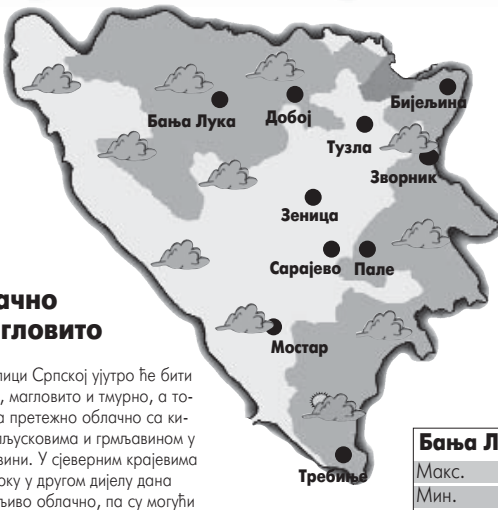 Бања Лука
Добој
Бијељина
Тузла
Зворник
Зеница
Сарајево
Пале
Мостар
Требиње
ачно
гловито
лици Српској ујутро ће бити
, магловито и тмурно, а то-
а претежно облачно са ки-
љусковима и грмљавином у
вини. У сјеверним крајевима
оку у другом дијелу дана
љиво облачно, па су могући
Бања Л
Макс.
Мин.